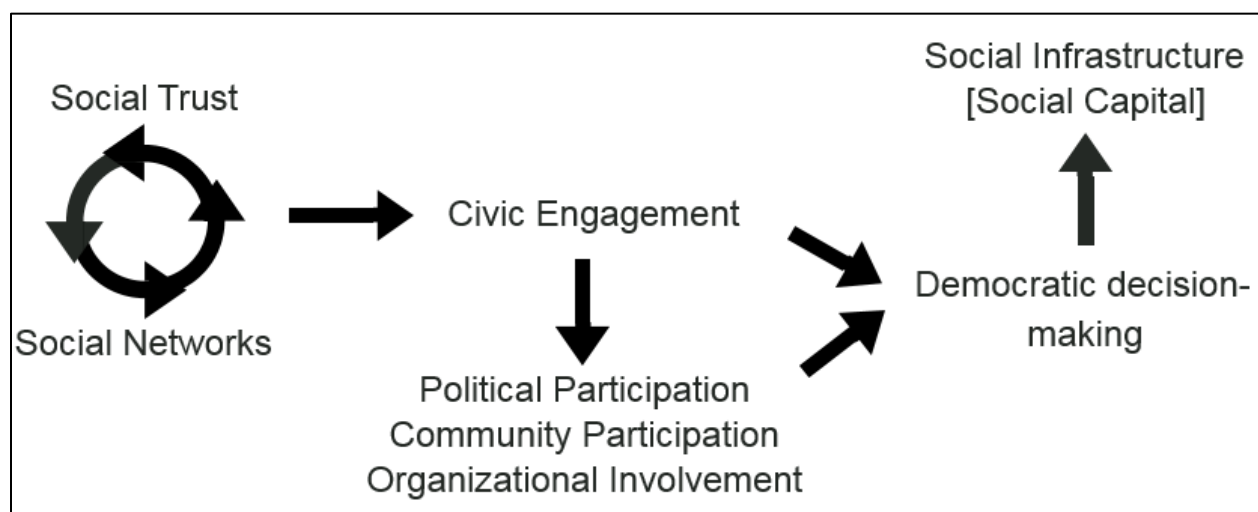 Social Trust
Social Networks
Civic Engagement
Political Participation
Community Participation
Organizational Involvement
Social Infrastructure
[Social Capital]
Democratic decision-
making